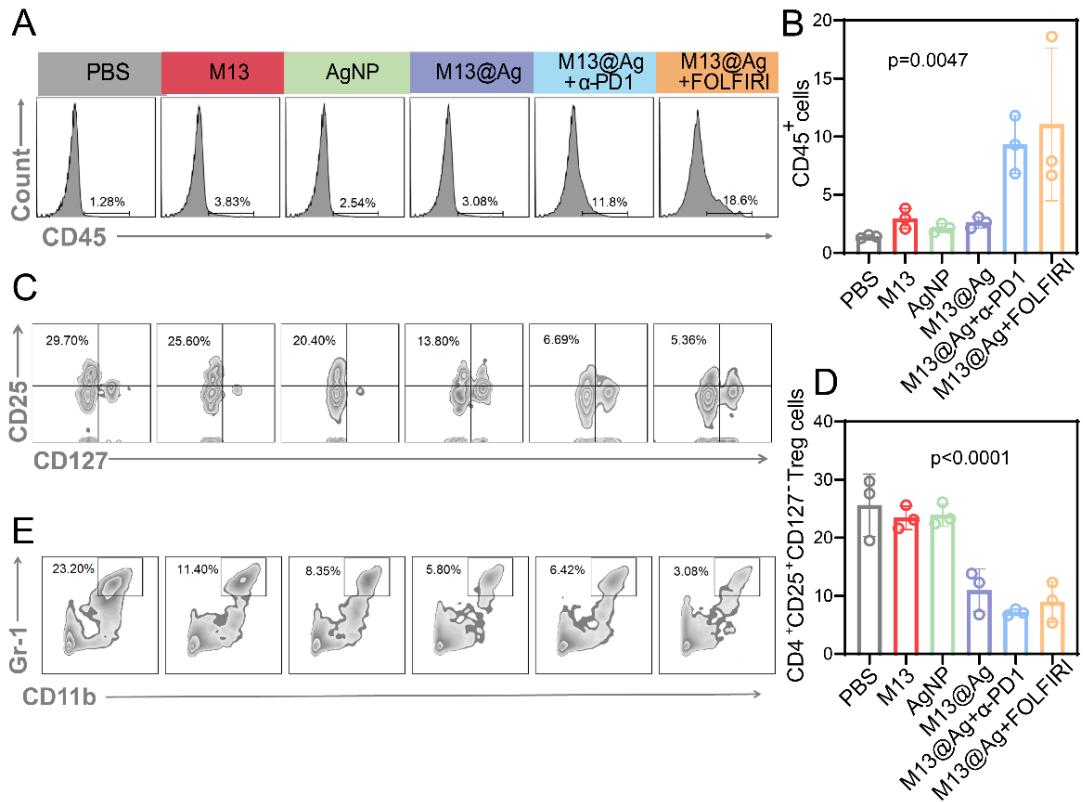 A
PBS
M13
AgNP
M13@Ag
M13@Ag
+α-PD1
M13@Ag
+FOLFIRI
Count
1.28%
3.83%
2.54%
3.08%
11.8%
18.6%
CD45
B
20
15
10
5
0
CD45+cells
p=0.0047
PBS
M13
AgNP
M13@Ag
M13@Ag+α-PD1
M13@Ag+FOLFIRI
C
CD25
29.70%
25.60%
20.40%
13.80%
6.69%
5.36%
CD127
D
40
30
20
10
0
CD4+CD25+CD127- Treg cells
p<0.0001
PBS
M13
AgNP
M13@Ag
M13@Ag+α-PD1
M13@Ag+FOLFIRI
E
Gr-1
23.20%
11.40%
8.35%
5.80%
6.42%
3.08%
CD11b